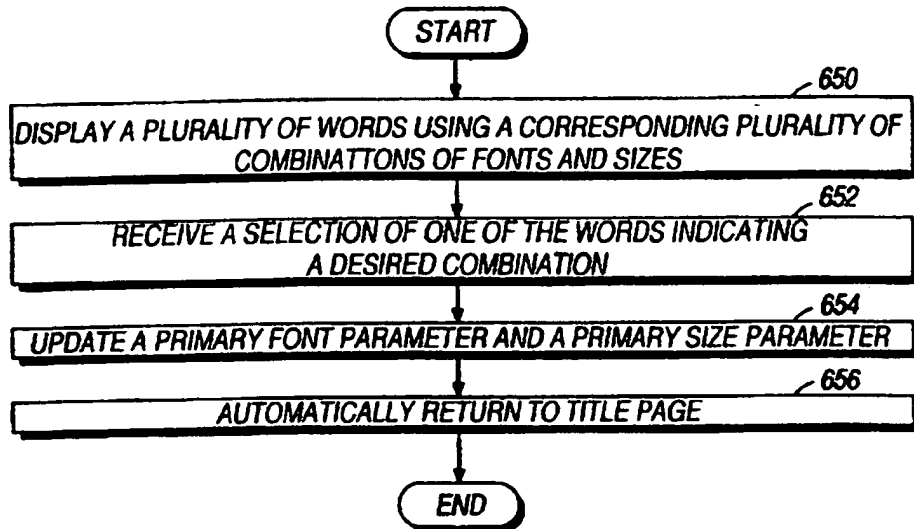 START
650
DISPLAY A PLURALITY OF WORDS USING A CORRESPONDING PLURALITY OF
COMBINATTONS OF FONTS AND SIZES
652
RECEIVE A SELECTION OF ONE OF THE WORDS INDICATING
A DESIRED COMBINATION
654
UPDATE A PRIMARY FONT PARAMETER AND A PRIMARY SIZE PARAMETER
656
AUTOMATICALLY RETURN TO TITLE PAGE
END